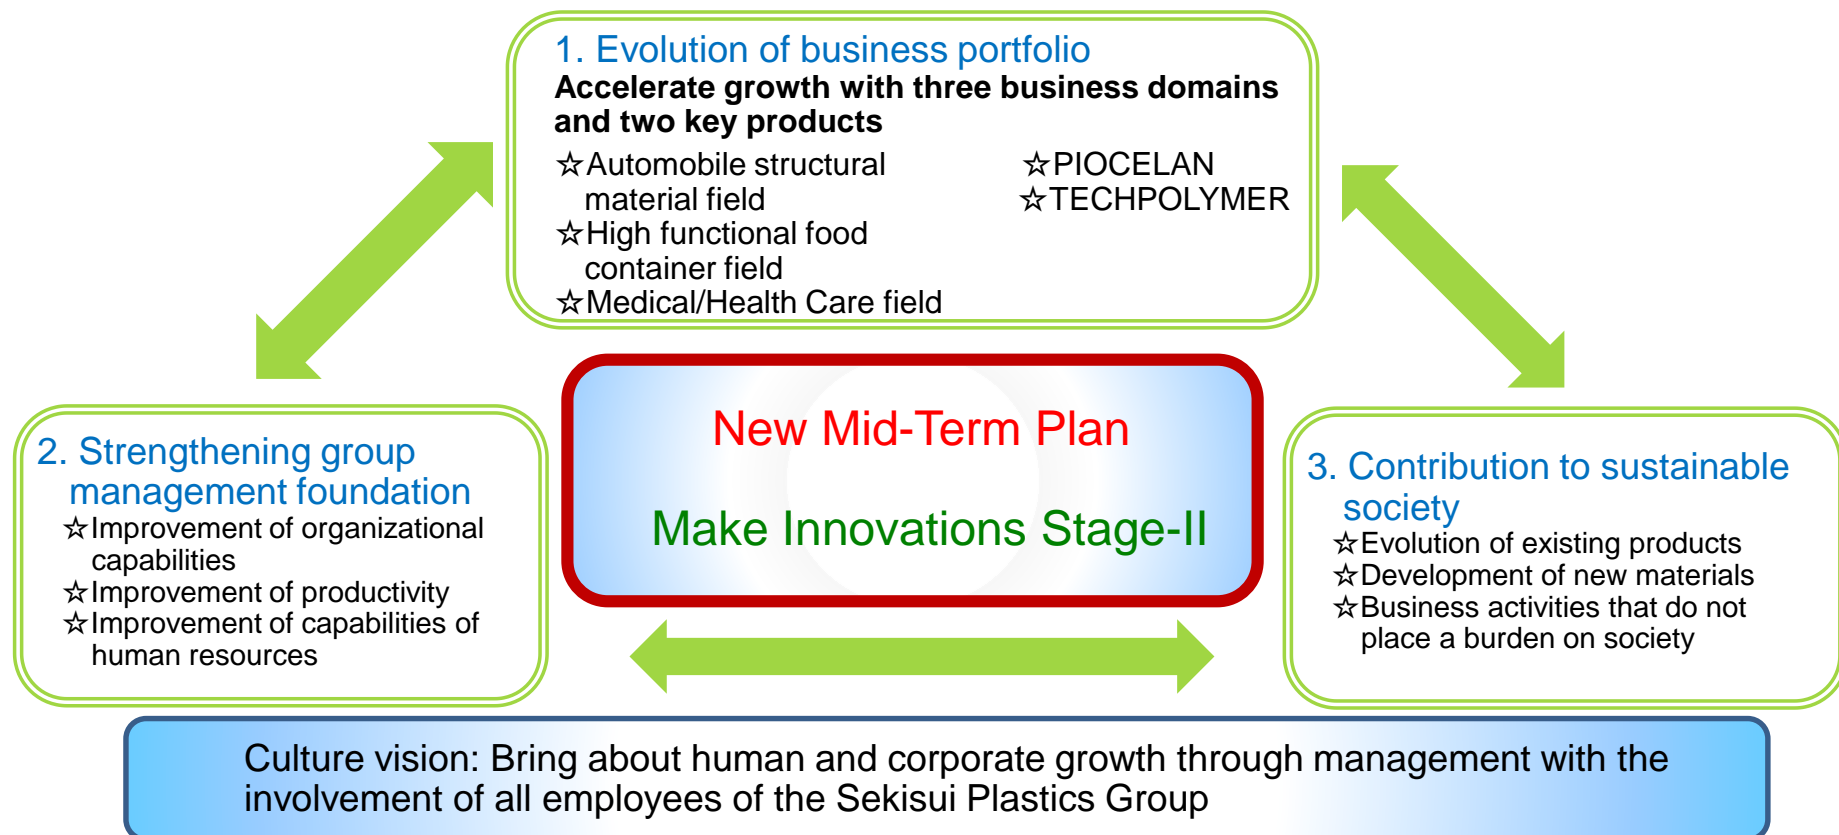 1. Evolution of business portfolio
Accelerate growth with three business domains
and two key products
☆Automobile structural
material field
☆High functional food
container field
☆Medical/Health Care field
☆PIOCELAN
☆TECHPOLYMER
New Mid-Term Plan
Make Innovations Stage-II
2. Strengthening group
management foundation
☆Improvement of organizational
capabilities
☆Improvement of productivity
☆Improvement of capabilities of
human resources
3. Contribution to sustainable
society
☆Evolution of existing products
☆Development of new materials
☆Business activities that do not
place a burden on society
Culture vision: Bring about human and corporate growth through management with the
involvement of all employees of the Sekisui Plastics Group